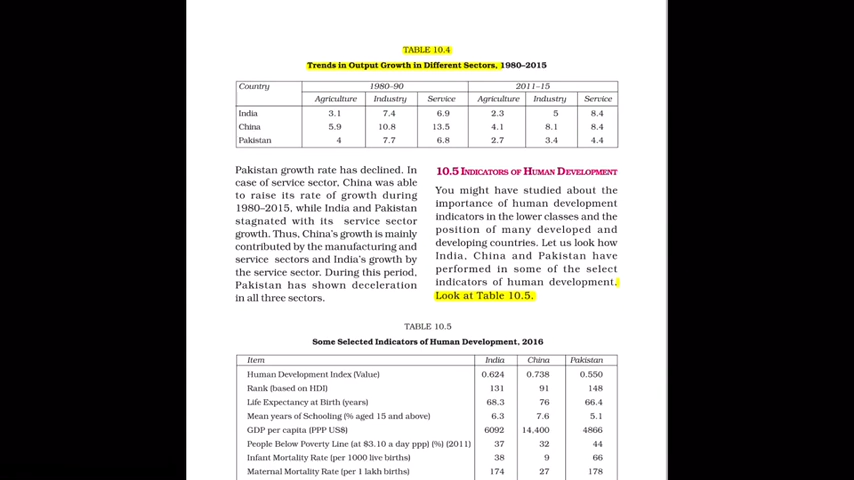 TABLE 10.4
Trends in Output Growth in Different Sectors, 1980–2015
Country 1980–90 2011–15
Agriculture Industry Service Agriculture Industry Service
India 3.1 7.4 6.9 2.3 5 8.4
China 5.9 10.8 13.5 4.1 8.1 8.4
Pakistan 4 7.7 6.8 2.7 3.4 4.4
Pakistan growth rate has declined. In
case of service sector, China was able
to raise its rate of growth during
1980–2015, while India and Pakistan
stagnated with its service sector
growth. Thus, China's growth is mainly
contributed by the manufacturing and
service sectors and India's growth by
the service sector. During this period,
Pakistan has shown deceleration
in all three sectors.
10.5 INDICATORS OF HUMAN DEVELOPMENT
You might have studied about the
importance of human development
indicators in the lower classes and the
position of many developed and
developing countries. Let us look how
India, China and Pakistan have
performed in some of the select
indicators of human development.
Look at Table 10.5.
TABLE 10.5
Some Selected Indicators of Human Development, 2016
Item India China Pakistan
Human Development Index (Value) 0.624 0.738 0.550
Rank (based on HDI) 131 91 148
Life Expectancy at Birth (years) 68.3 76 66.4
Mean years of Schooling (% aged 15 and above) 6.3 7.6 5.1
GDP per capita (PPP US$) 6092 14,400 4866
People Below Poverty Line (at $3.10 a day ppp) (%) (2011) 37 32 44
Infant Mortality Rate (per 1000 live births) 38 9 66
Maternal Mortality Rate (per 1 lakh births) 174 27 178